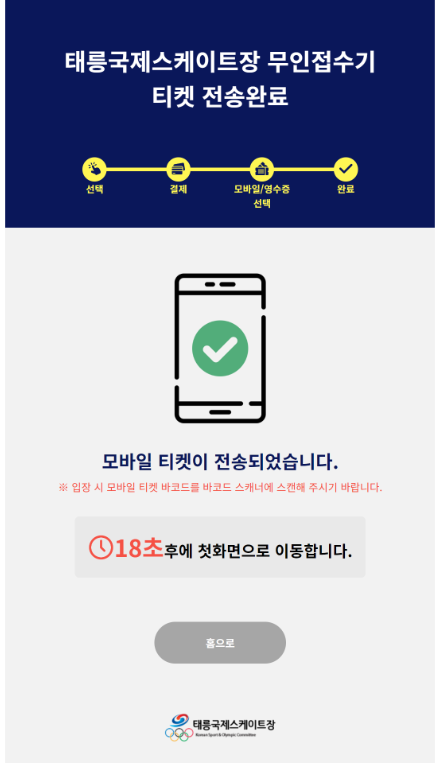 태릉국제스케이트장 무인접수기
티켓 전송완료
선택
결제
모바일/영수증
선택
완료
모바일 티켓이 전송되었습니다.
※ 입장 시 모바일 티켓 바코드를 바코드 스캐너에 스캔해 주시기 바랍니다.
18초후에 첫화면으로 이동합니다.
홈으로
태릉국제스케이트장
Korean Sport & Olympic Committee